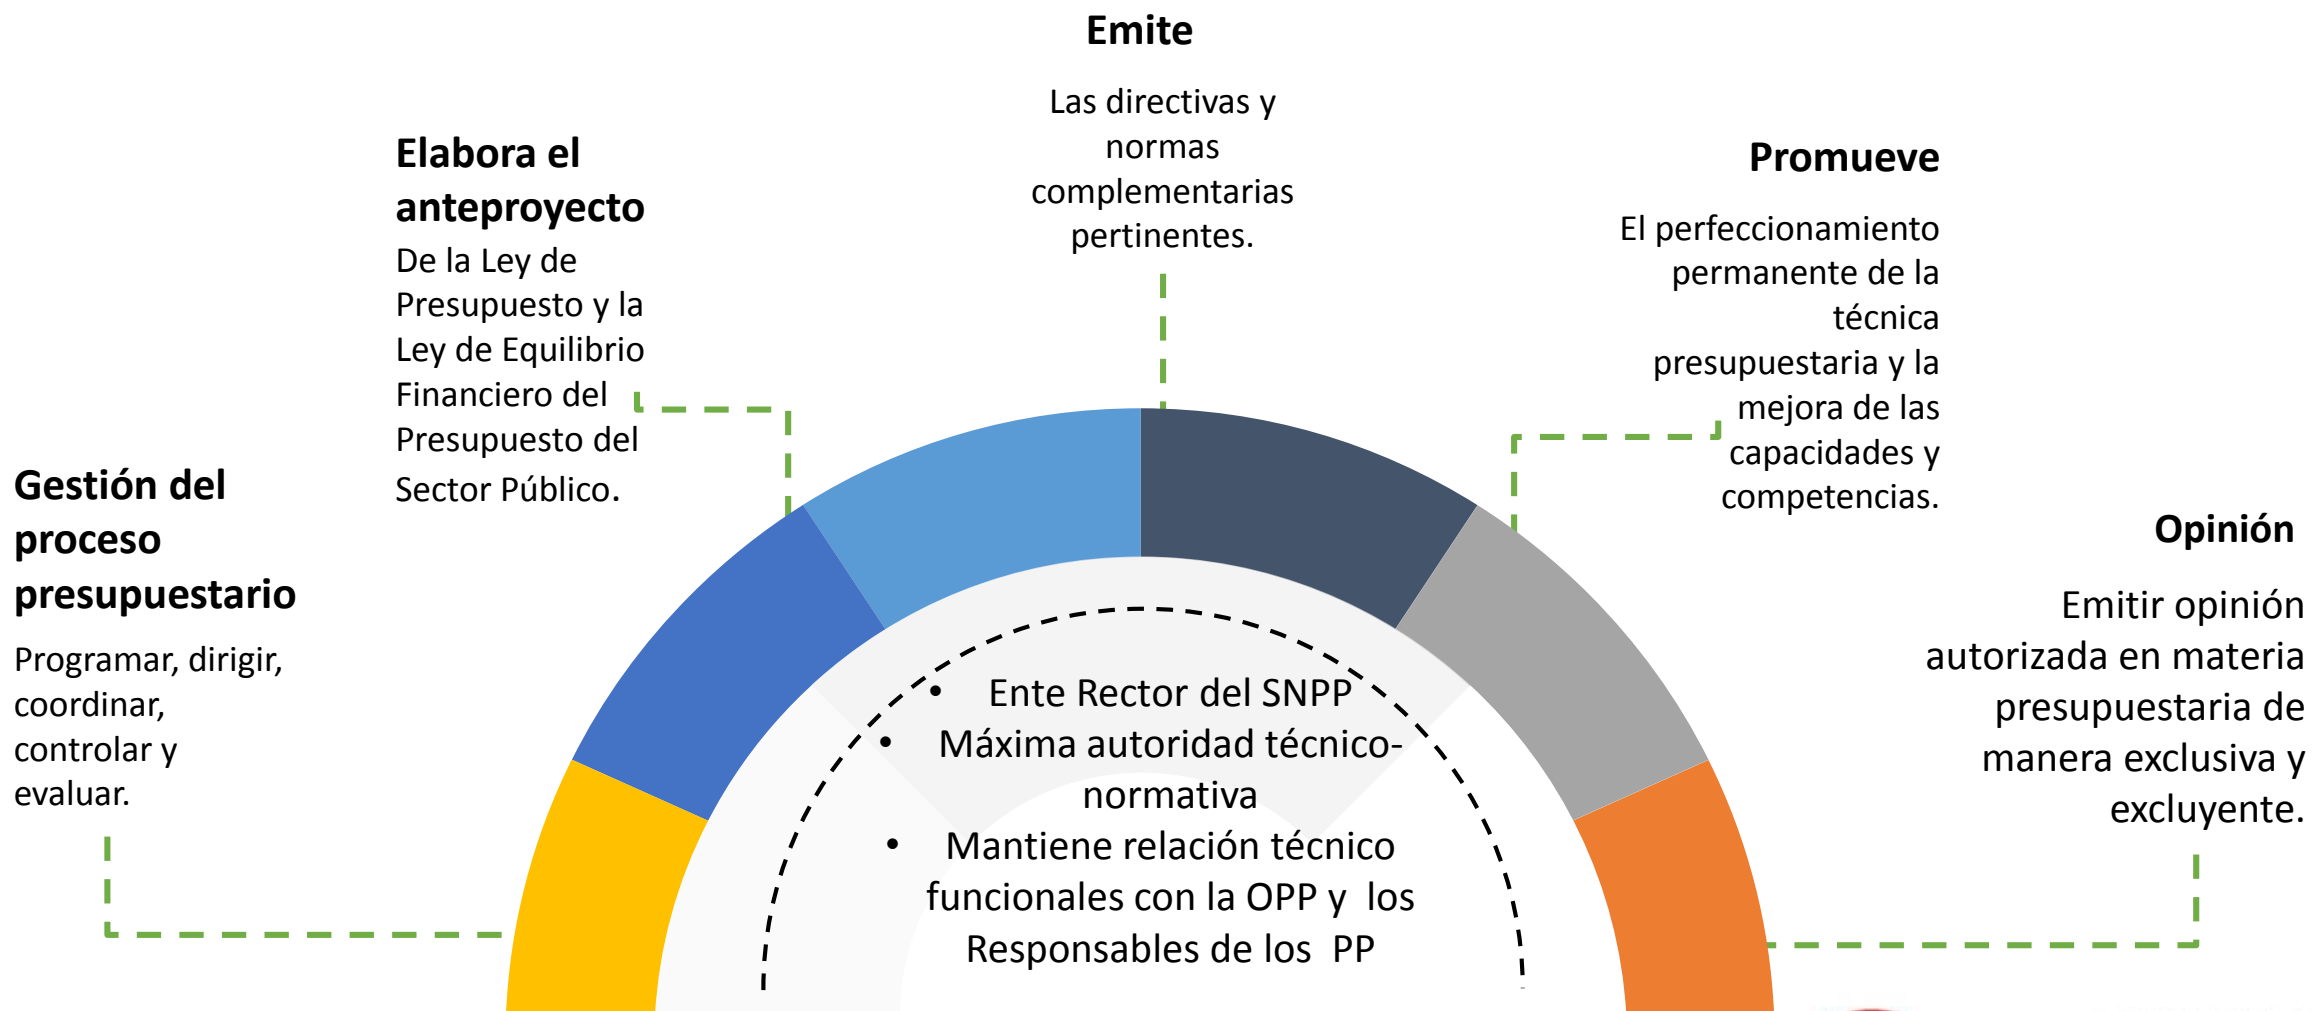 Emite
Las directivas y
normas
complementarias
pertinentes.
Elabora el
anteproyecto
De la Ley de
Presupuesto y la
Ley de Equilibrio
Financiero del
Presupuesto del
Sector Público.
Promueve
El perfeccionamiento
permanente de la
técnica
presupuestaria y la
mejora de las
capacidades y
competencias.
Gestión del
proceso
presupuestario
Programar, dirigir,
coordinar,
controlar y
evaluar.
Opinión
Emitir opinión
autorizada en materia
presupuestaria de
manera exclusiva y
excluyente.
• Ente Rector del SNPP
• Máxima autoridad técnico-
normativa
• Mantiene relación técnico
funcionales con la OPP y los
Responsables de los PP